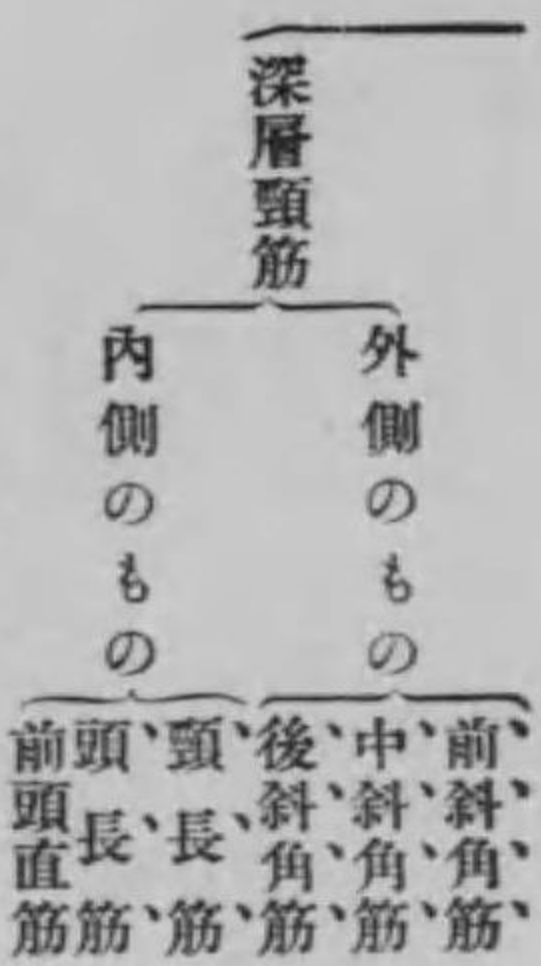 深層頸筋
外側のもの
前斜角筋
中斜角筋
後斜角筋
內側のもの
頸長筋
頭長筋
前頭直筋